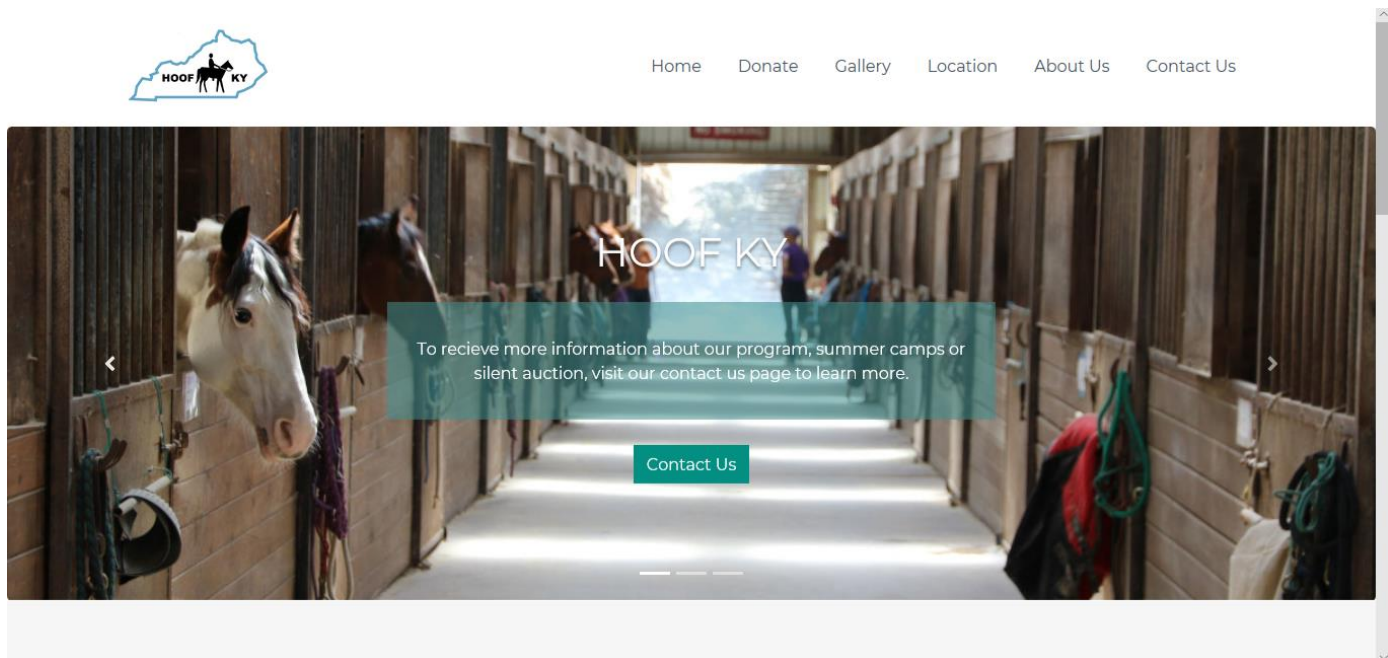 HOOF KY
Home Donate Gallery Location About Us Contact Us
HOOF KY
To recieve more information about our program, summer camps or
silent auction, visit our contact us page to learn more.
Contact Us